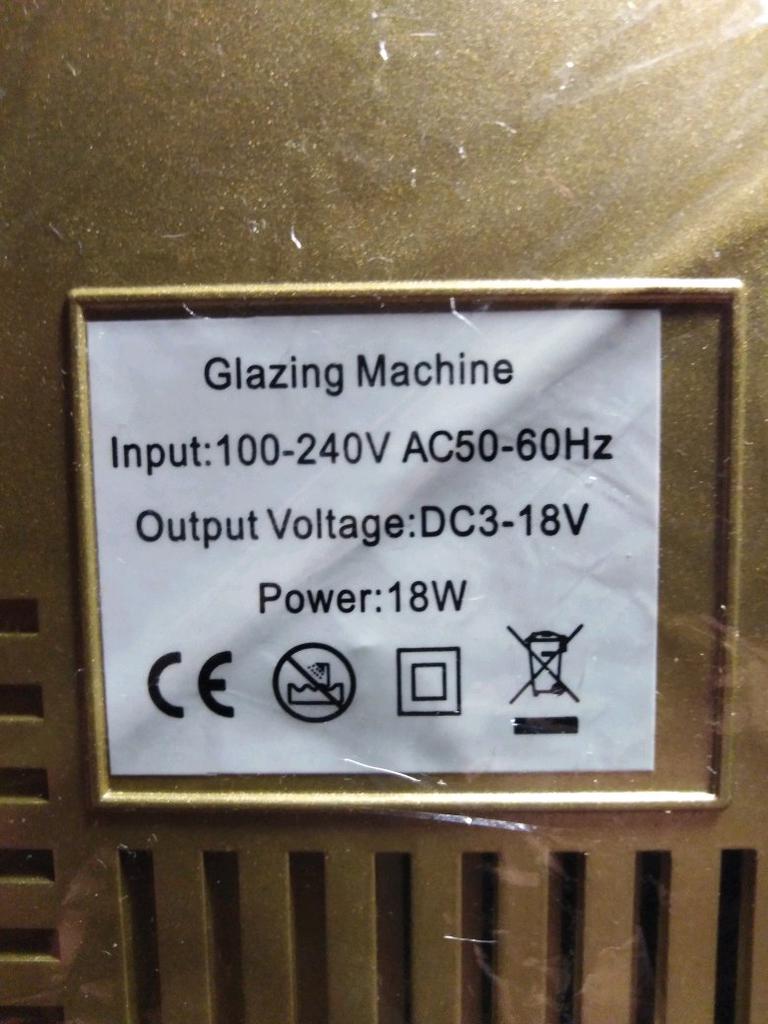 Glazing Machine
Input:100-240V AC50-60Hz
Output Voltage:DC3-18V
Power:18W
CE